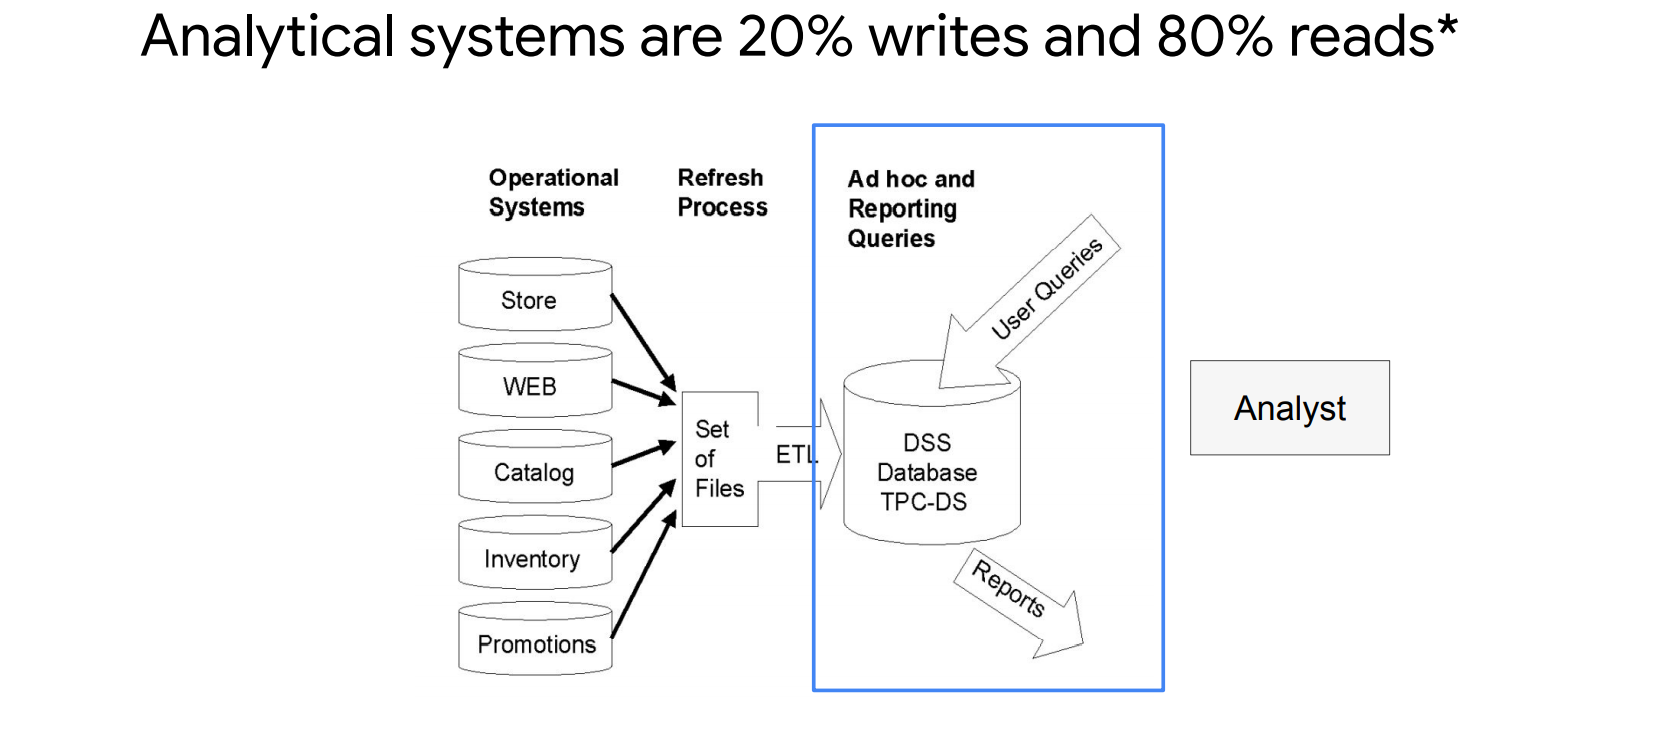 Analytical systems are 20% writes and 80% reads*
Operational
Systems
Refresh
Process
Ad hoc and
Reporting
Queries
Store
WEB
Catalog
Inventory
Promotions
Set
of
Files
ETL
User Queries
DSS
Database
TPC-DS
Reports
Analyst